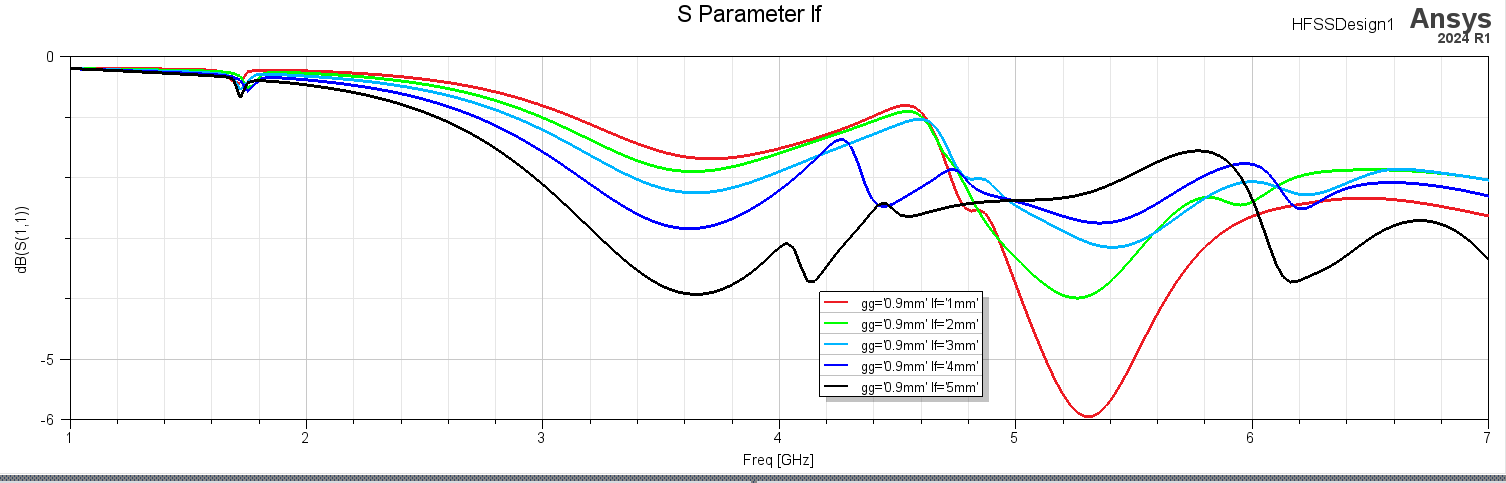 S Parameter lf
HFSSDesign1
Ansys
2024 R1
0
-5
-6
dB(S(1,1))
gg='0.9mm' lf='1mm'
gg='0.9mm' lf='2mm'
gg='0.9mm' lf='3mm'
gg='0.9mm' lf='4mm'
gg='0.9mm' lf='5mm'
1 2 3 4 5 6 7
Freq [GHz]